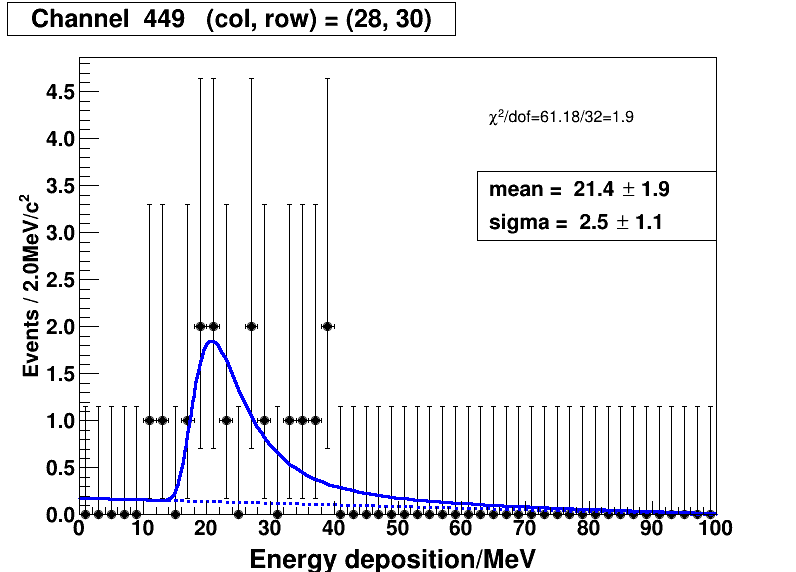 Channel 449 (col, row) = (28, 30)
χ²/dof=61.18/32=1.9
mean = 21.4 ± 1.9
sigma = 2.5 ± 1.1
Events / 2.0MeV/c²
4.5
4.0
3.5
3.0
2.5
2.0
1.5
1.0
0.5
0.0
0 10 20 30 40 50 60 70 80 90 100
Energy deposition/MeV